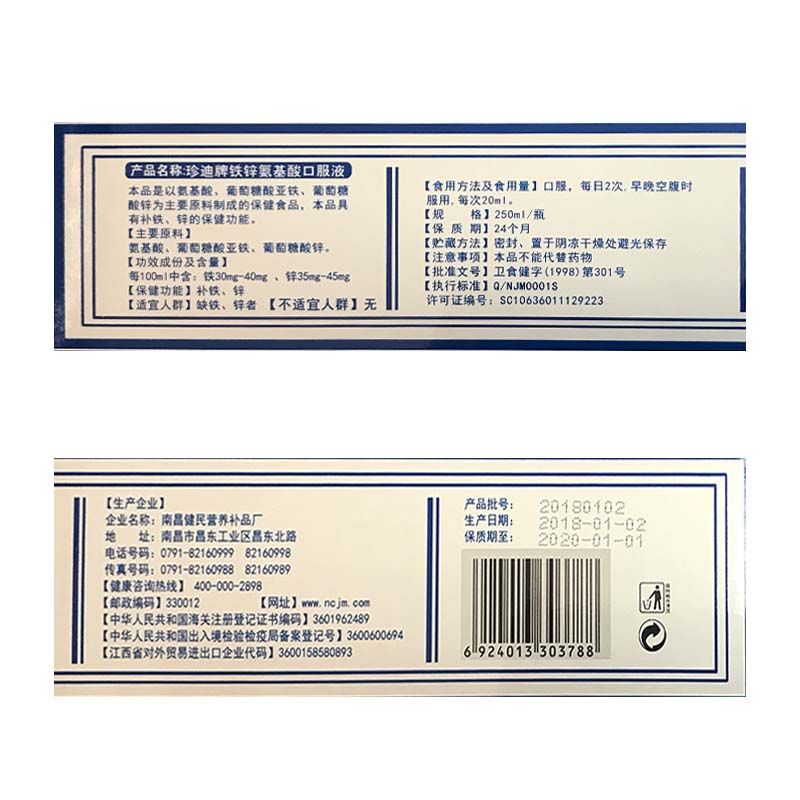 产品名称:珍迪牌铁锌氨基酸口服液
本品是以氨基酸、葡萄糖酸亚铁、葡萄糖
酸锌为主要原料制成的保健食品，本品具
有补铁、锌的保健功能。
【主要原料】
氨基酸、葡萄糖酸亚铁、葡萄糖酸锌。
【功效成份及含量】
每100ml中含：铁30mg-40mg 、锌35mg-45mg
【保健功能】补铁、锌
【适宜人群】缺铁、锌者 【不适宜人群】无
【食用方法及食用量】口服，每日2次,早晚空腹时
服用,每次20ml。
【规 格】250ml/瓶
【保 质 期】24个月
【贮藏方法】密封、置于阴凉干燥处避光保存
【注意事项】本品不能代替药物
【批准文号】卫食健字(1998)第301号
【执行标准】Q/NJM0001S
许可证编号：SC10636011129223
【生产企业】
企业名称：南昌健民营养补品厂
地 址：南昌市昌东工业区昌东北路
电话号码：0791-82160999 82160998
传真号码：0791-82160988 82160989
【健康咨询热线】 400-000-2898
【邮政编码】330012 【网址】www.ncjm.com
【中华人民共和国海关注册登记证书编码】3601962489
【中华人民共和国出入境检验检疫局备案登记号】3600600694
【江西省对外贸易进出口企业代码】3600158580893
产品批号： 20180102
生产日期： 2018-01-02
保质期至： 2020-01-01
6 924013 303788